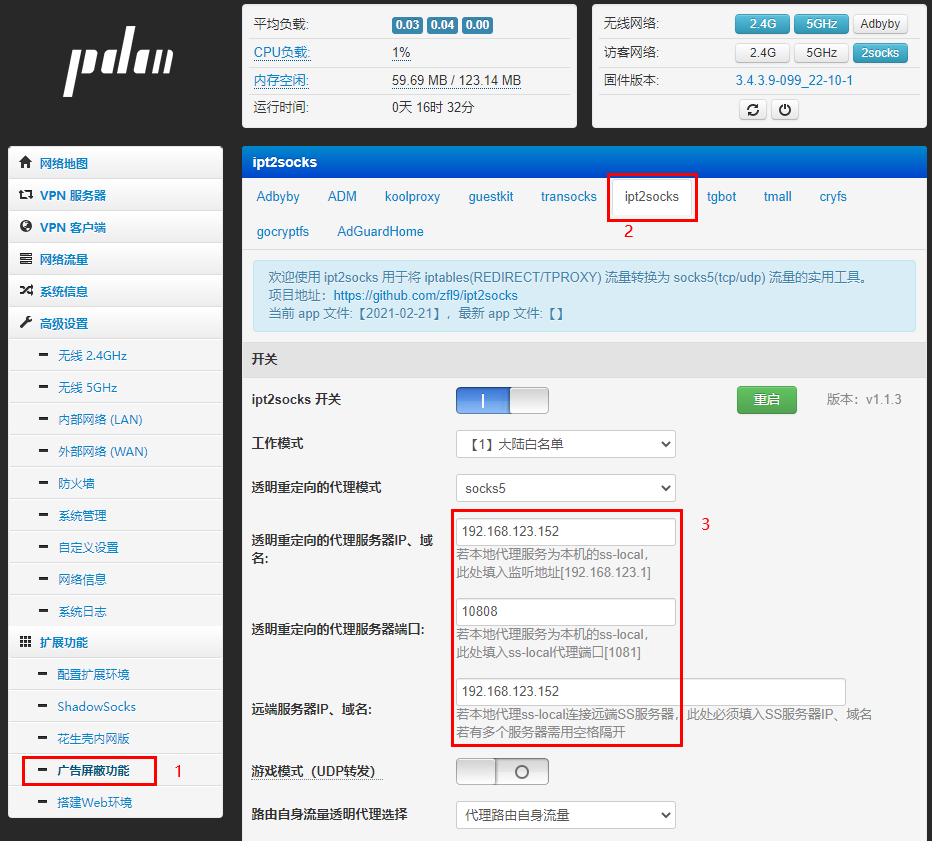 pdcn
平均负载: 0.03 0.04 0.00
CPU负载: 1%
内存空闲: 59.69 MB / 123.14 MB
运行时间: 0天 16时 32分
无线网络: 2.4G 5GHz Adbyby
访客网络: 2.4G 5GHz 2socks
固件版本: 3.4.3.9-099_22-10-1
网络地图
VPN 服务器
VPN 客户端
网络流量
系统信息
高级设置
无线 2.4GHz
无线 5GHz
内部网络 (LAN)
外部网络 (WAN)
防火墙
系统管理
自定义设置
网络信息
系统日志
扩展功能
配置扩展环境
ShadowSocks
花生壳内网版
广告屏蔽功能 1
搭建Web环境
ipt2socks
Adbyby ADM koolproxy guestkit transocks ipt2socks tgbot tmall cryfs
gocryptfs AdGuardHome 2
欢迎使用 ipt2socks 用于将 iptables(REDIRECT/TPROXY) 流量转换为 socks5(tcp/udp) 流量的实用工具。
项目地址：https://github.com/zfl9/ipt2socks
当前 app 文件:【2021-02-21】，最新 app 文件:【】
开关
ipt2socks 开关 重启 版本：v1.1.3
工作模式 【1】大陆白名单
透明重定向的代理模式 socks5
透明重定向的代理服务器IP、域名: 192.168.123.152 3
若本地代理服务为本机的ss-local，
此处填入监听地址[192.168.123.1]
透明重定向的代理服务器端口: 10808
若本地代理服务为本机的ss-local，
此处填入ss-local代理端口[1081]
远端服务器IP、域名: 192.168.123.152
若本地代理ss-local连接远端SS服务器，此处必须填入SS服务器IP、域名
若有多个服务器需用空格隔开
游戏模式（UDP转发）
路由自身流量透明代理选择 代理路由自身流量